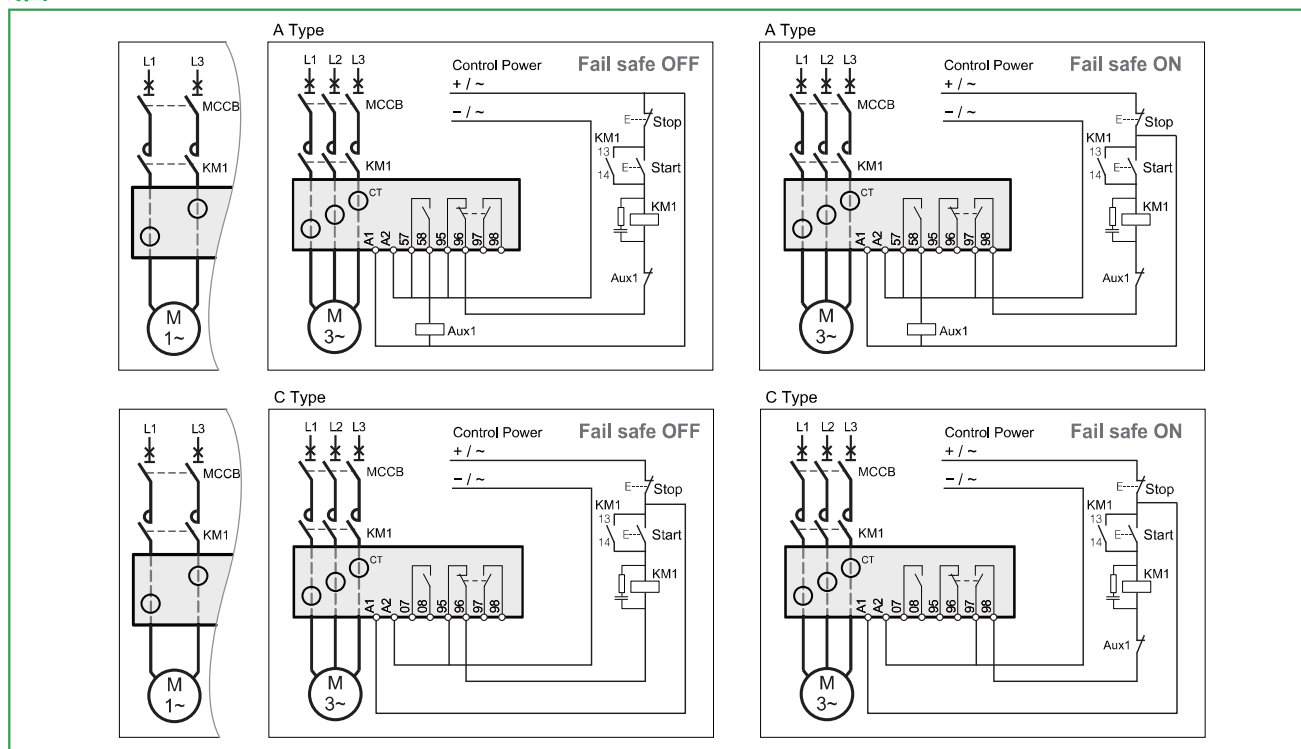 A Type
L1 L3
MCCB
KM1
M
1~
L1 L2 L3
MCCB
KM1
CT
A1 A2 57 58 95 96 97 98
M
3~
Aux1
Control Power
+ / ~
− / ~
Fail safe OFF
E Stop
KM1
13
14
E Start
KM1
Aux1
A Type
L1 L2 L3
MCCB
KM1
CT
A1 A2 57 58 95 96 97 98
M
3~
Aux1
Control Power
+ / ~
− / ~
Fail safe ON
E Stop
KM1
13
14
E Start
KM1
Aux1
C Type
L1 L3
MCCB
KM1
M
1~
L1 L2 L3
MCCB
KM1
CT
A1 A2 07 08 95 96 97 98
M
3~
Control Power
+ / ~
− / ~
Fail safe OFF
E Stop
KM1
13
14
E Start
KM1
C Type
L1 L2 L3
MCCB
KM1
CT
A1 A2 07 08 95 96 97 98
M
3~
Control Power
+ / ~
− / ~
Fail safe ON
E Stop
KM1
13
14
E Start
KM1
Aux1